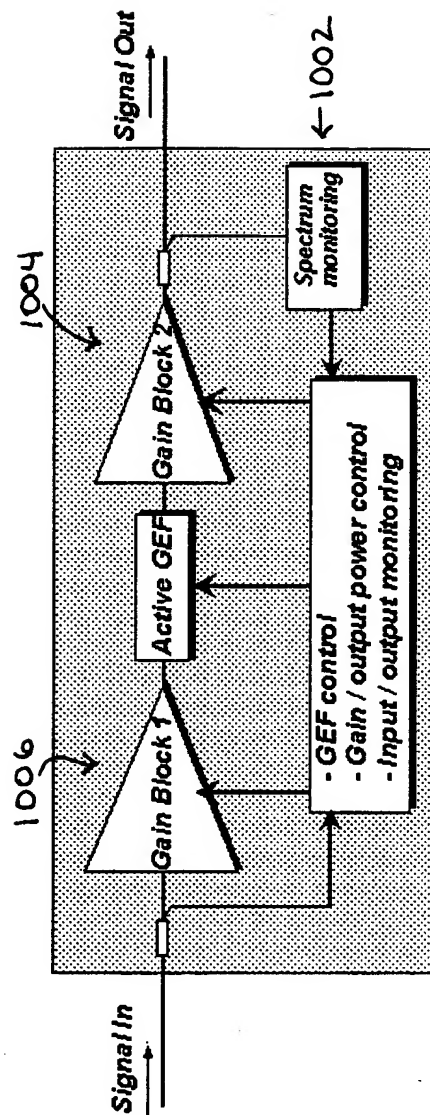 Signal In
1006
Gain Block 1
Active GEF
1004
Gain Block 2
Signal Out
1002
- GEF control
- Gain / output power control
- Input / output monitoring
Spectrum
monitoring